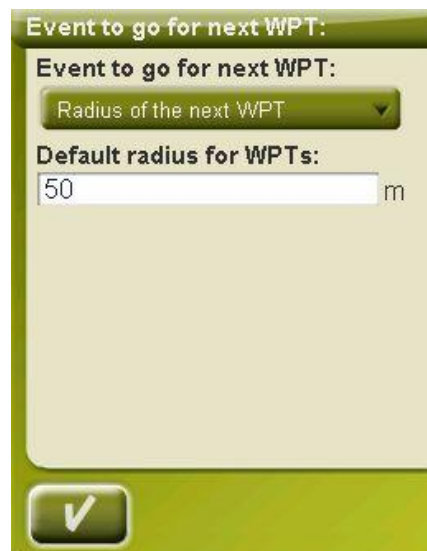 Event to go for next WPT:
Event to go for next WPT:
Radius of the next WPT
Default radius for WPTs:
50 m